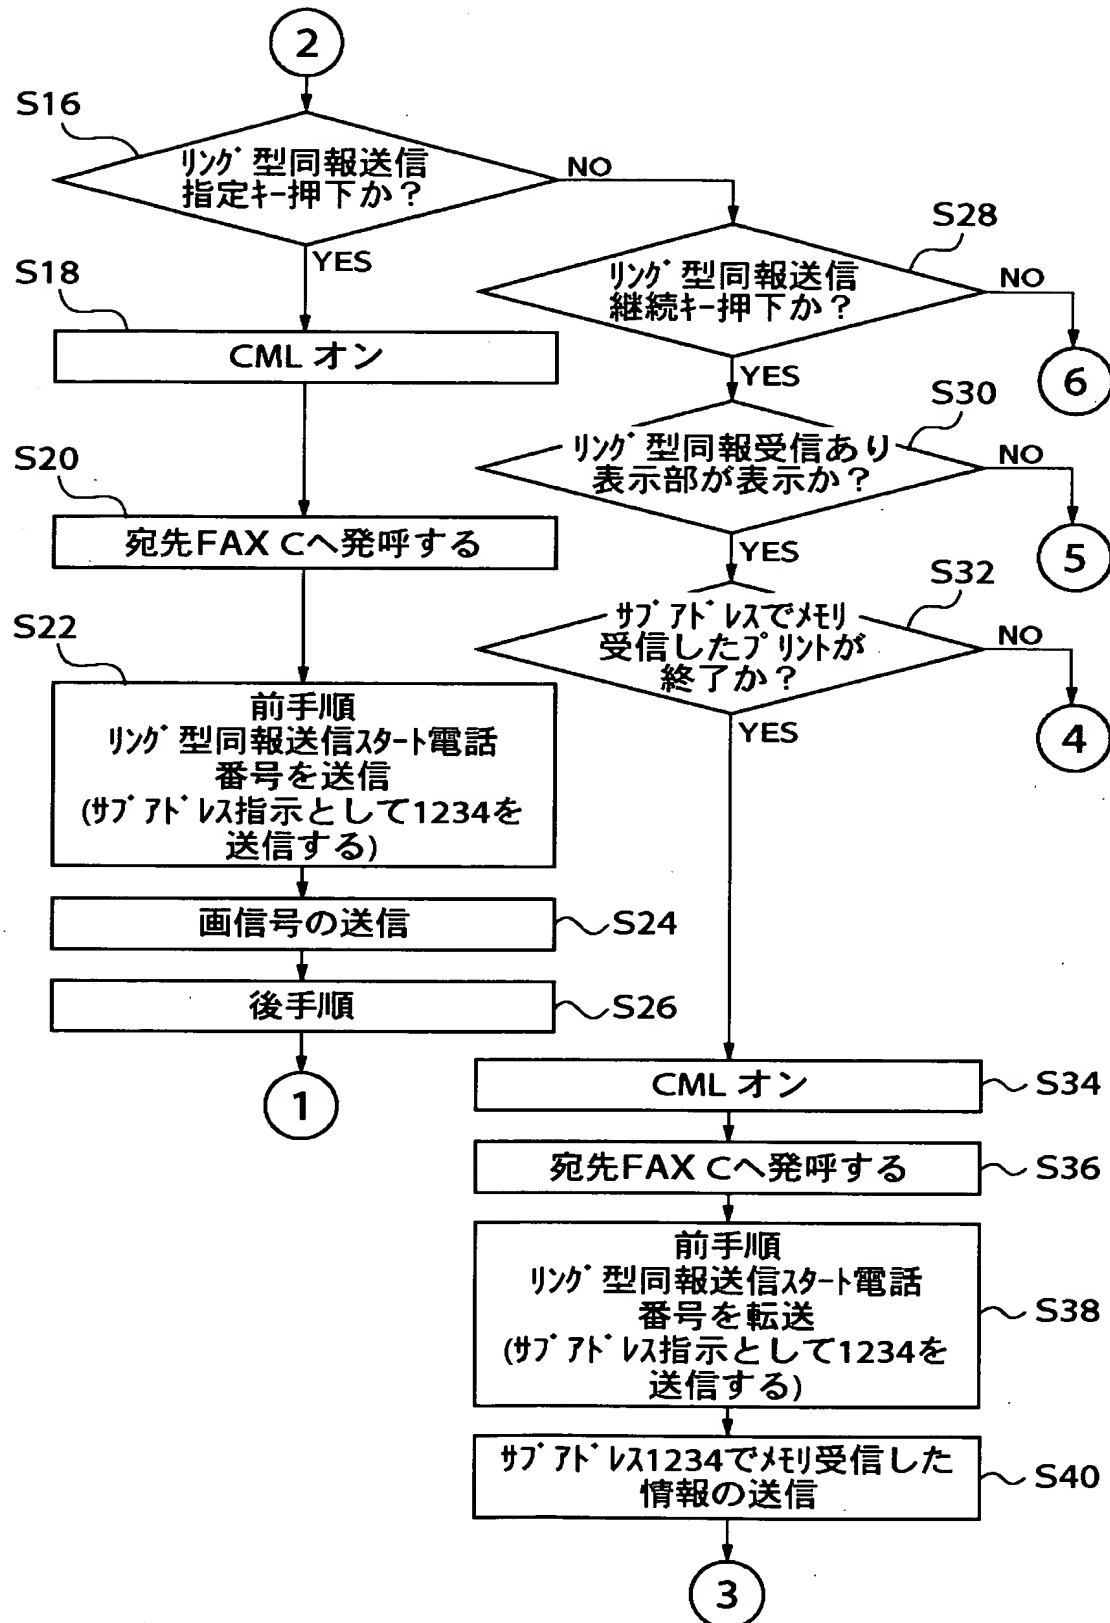 2
S16
リング型同報送信
指定キー押下か?
NO
YES
S18
CML オン
S20
宛先FAX Cへ発呼する
S22
前手順
リング型同報送信スタート電話
番号を送信
(サブアドレス指示として1234を
送信する)
画信号の送信
S24
後手順
S26
1
S28
リング型同報送信
継続キー押下か?
NO
6
YES
S30
リング型同報受信あり
表示部が表示か?
NO
5
YES
S32
サブアドレスでメモリ
受信したプリントが
終了か?
NO
4
YES
CML オン
S34
宛先FAX Cへ発呼する
S36
前手順
リング型同報送信スタート電話
番号を転送
(サブアドレス指示として1234を
送信する)
S38
サブアドレス1234でメモリ受信した
情報の送信
S40
3